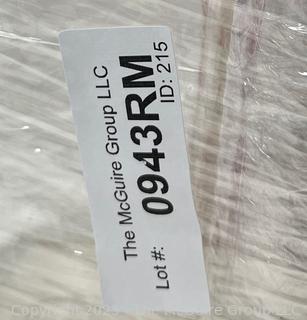 The McGuire Group LLC
Lot #: 0943RM
ID: 215